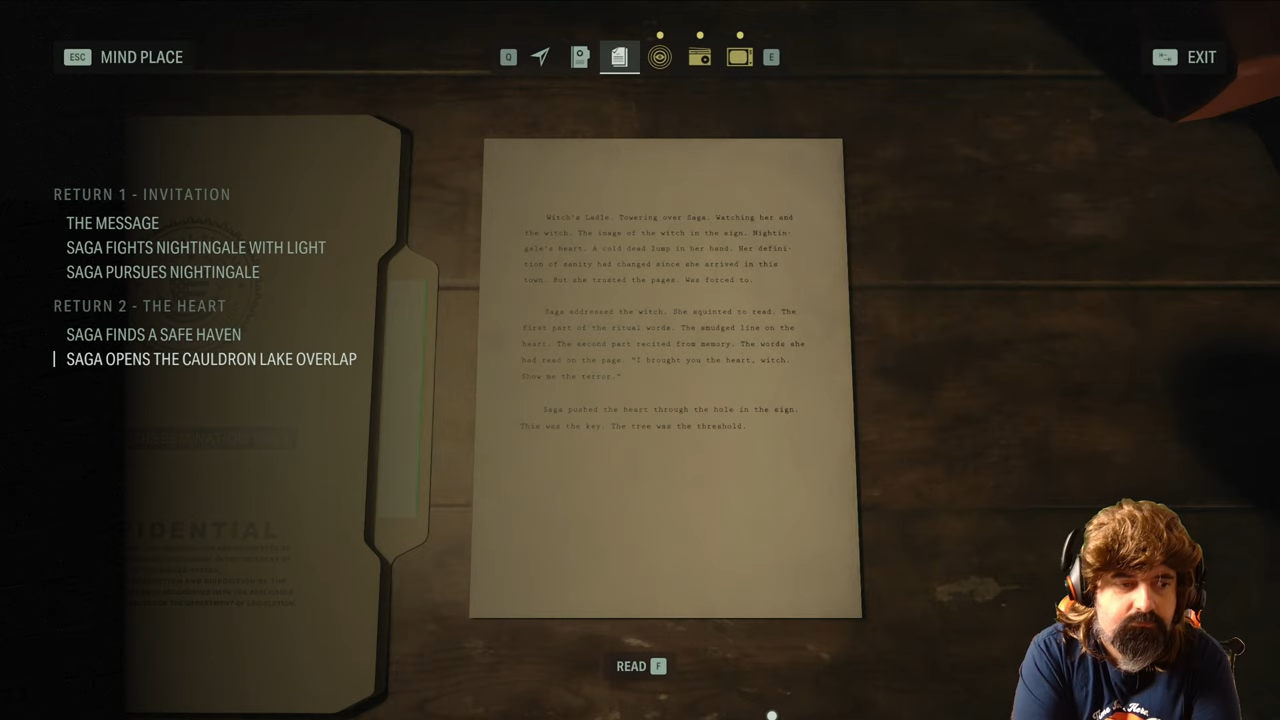 ESC MIND PLACE
Q
E
EXIT
RETURN 1 - INVITATION
THE MESSAGE
SAGA FIGHTS NIGHTINGALE WITH LIGHT
SAGA PURSUES NIGHTINGALE
RETURN 2 - THE HEART
SAGA FINDS A SAFE HAVEN
SAGA OPENS THE CAULDRON LAKE OVERLAP
IDENTIAL
Witch's Ladle. Towering over Saga. Watching her and
the witch. The image of the witch in the sign. Nightin-
gale's heart. A cold dead lump in her hand. Her defini-
tion of sanity had changed since she arrived in this
town. But she trusted the pages. Was forced to.
Saga addressed the witch. She squinted to read. The
first part of the ritual words. The smudged line on the
heart. The second part recited from memory. The words she
had read on the page. "I brought you the heart, witch.
Show me the terror."
Saga pushed the heart through the hole in the sign.
This was the key. The tree was the threshold.
READ F